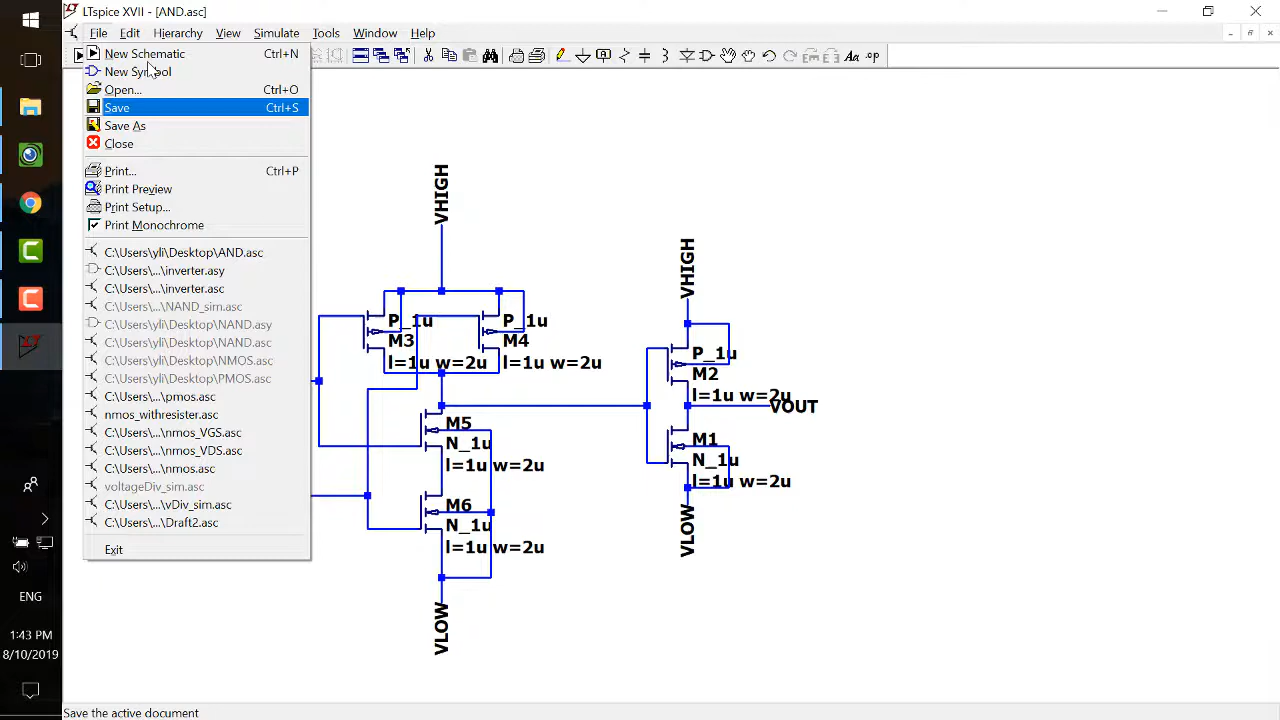 LTspice XVII - [AND.asc]
File Edit Hierarchy View Simulate Tools Window Help
New Schematic Ctrl+N
New Symbol
Open... Ctrl+O
Save Ctrl+S
Save As
Close
Print... Ctrl+P
Print Preview
Print Setup...
Print Monochrome
C:\Users\yli\Desktop\AND.asc
C:\Users\...\inverter.asy
C:\Users\...\inverter.asc
C:\Users\...\NAND_sim.asc
C:\Users\yli\Desktop\NAND.asy
C:\Users\yli\Desktop\NAND.asc
C:\Users\yli\Desktop\NMOS.asc
C:\Users\yli\Desktop\PMOS.asc
C:\Users\...\pmos.asc
nmos_withresister.asc
C:\Users\...\nmos_VGS.asc
C:\Users\...\nmos_VDS.asc
C:\Users\...\nmos.asc
voltageDiv_sim.asc
C:\Users\...\vDiv_sim.asc
C:\Users\...\Draft2.asc
Exit
VHIGH
P_1u
M3
l=1u w=2u
P_1u
M4
l=1u w=2u
M5
N_1u
l=1u w=2u
M6
N_1u
l=1u w=2u
VLOW
VHIGH
P_1u
M2
l=1u w=2u
VOUT
M1
N_1u
l=1u w=2u
VLOW
Aa .op
ENG
1:43 PM
8/10/2019
Save the active document